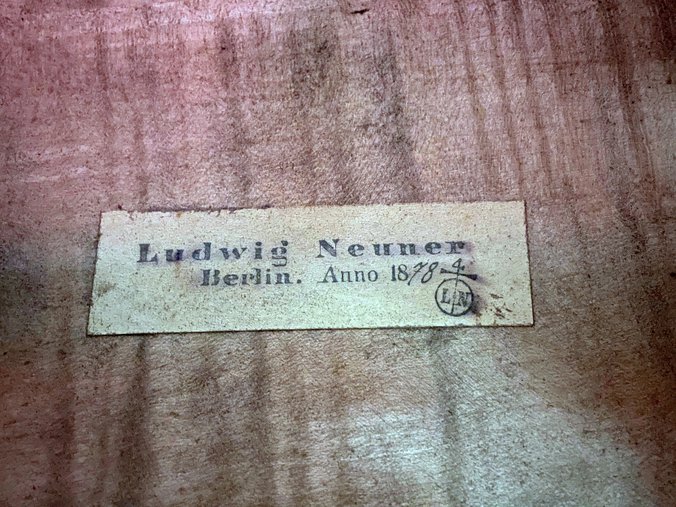 Ludwig Neuner
Berlin. Anno 1878
LN